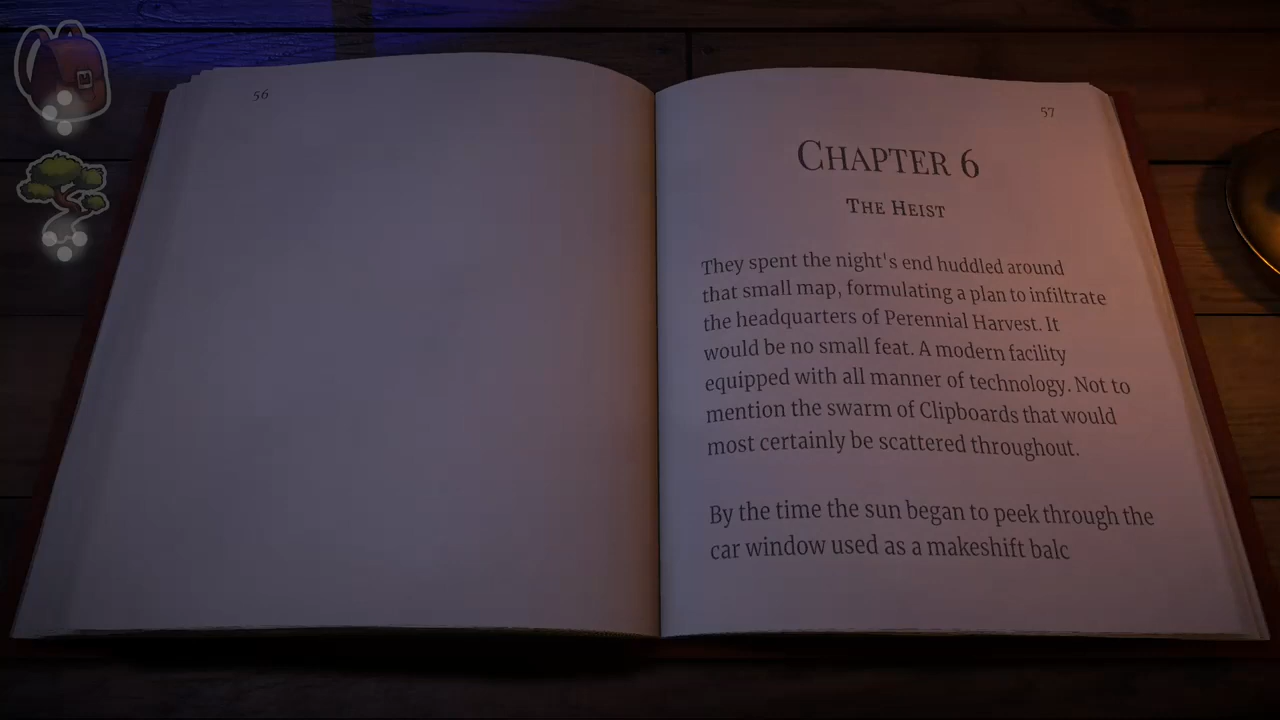 56
57
Chapter 6
The Heist
They spent the night's end huddled around
that small map, formulating a plan to infiltrate
the headquarters of Perennial Harvest. It
would be no small feat. A modern facility
equipped with all manner of technology. Not to
mention the swarm of Clipboards that would
most certainly be scattered throughout.
By the time the sun began to peek through the
car window used as a makeshift balc